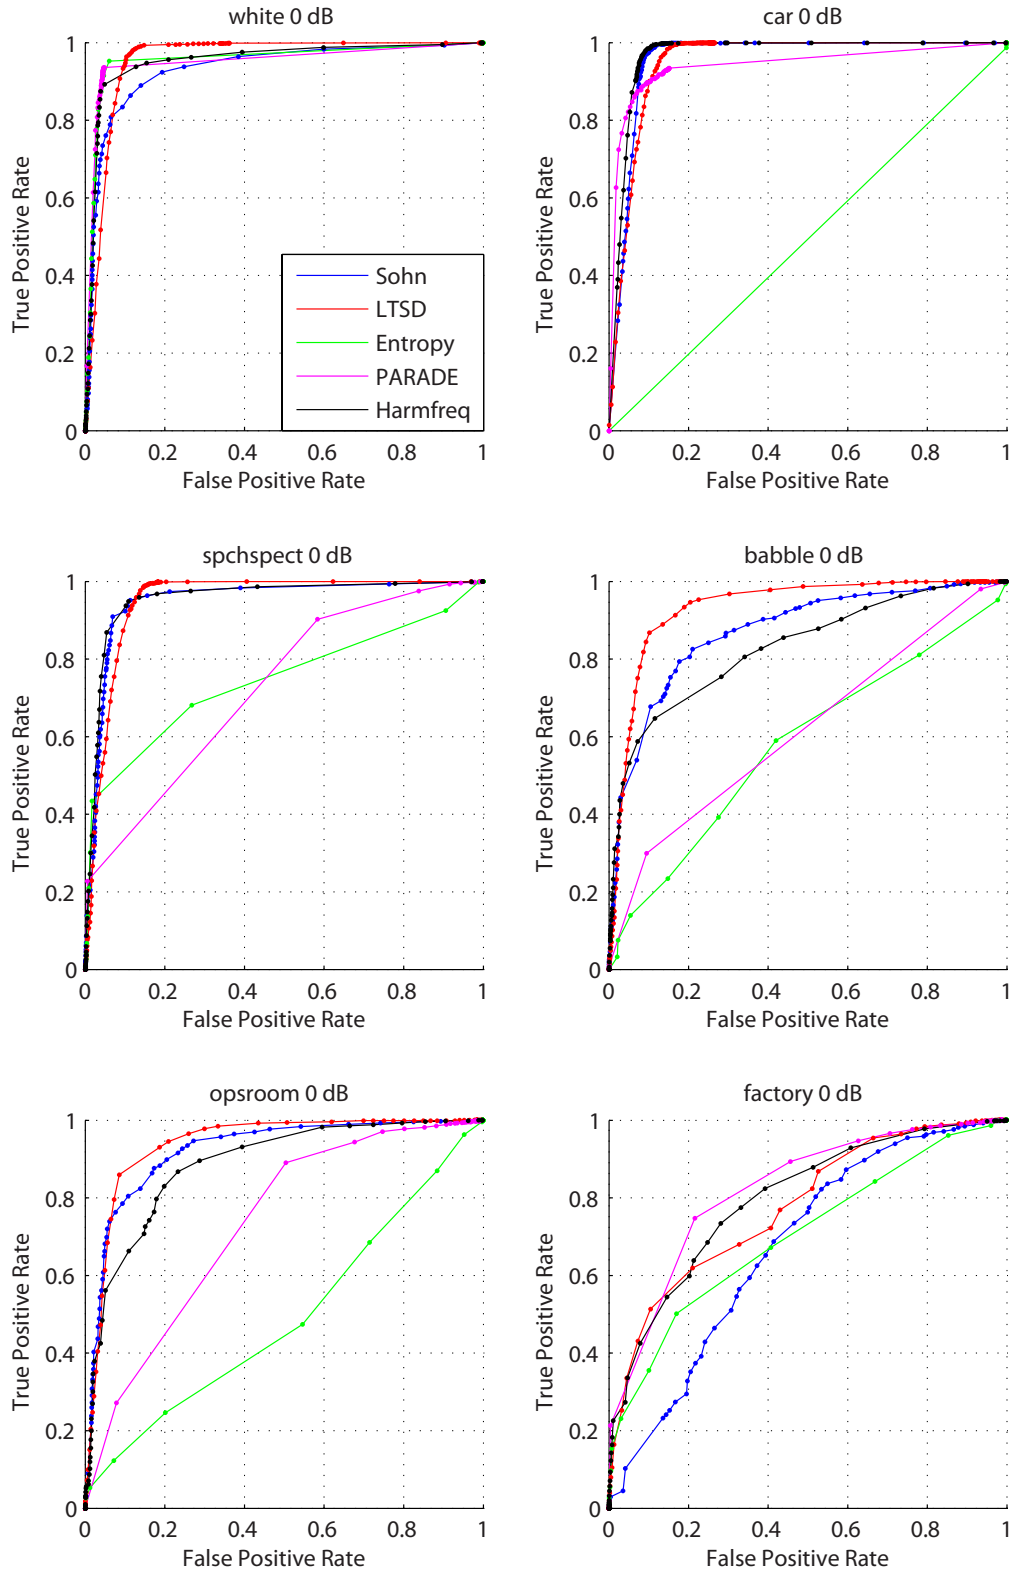 white 0 dB
True Positive Rate
1
0.8
0.6
0.4
0.2
0
0 0.2 0.4 0.6 0.8 1
False Positive Rate
Sohn
LTSD
Entropy
PARADE
Harmfreq
car 0 dB
True Positive Rate
1
0.8
0.6
0.4
0.2
0
0 0.2 0.4 0.6 0.8 1
False Positive Rate
spchspect 0 dB
True Positive Rate
1
0.8
0.6
0.4
0.2
0
0 0.2 0.4 0.6 0.8 1
False Positive Rate
babble 0 dB
True Positive Rate
1
0.8
0.6
0.4
0.2
0
0 0.2 0.4 0.6 0.8 1
False Positive Rate
opsroom 0 dB
True Positive Rate
1
0.8
0.6
0.4
0.2
0
0 0.2 0.4 0.6 0.8 1
False Positive Rate
factory 0 dB
True Positive Rate
1
0.8
0.6
0.4
0.2
0
0 0.2 0.4 0.6 0.8 1
False Positive Rate